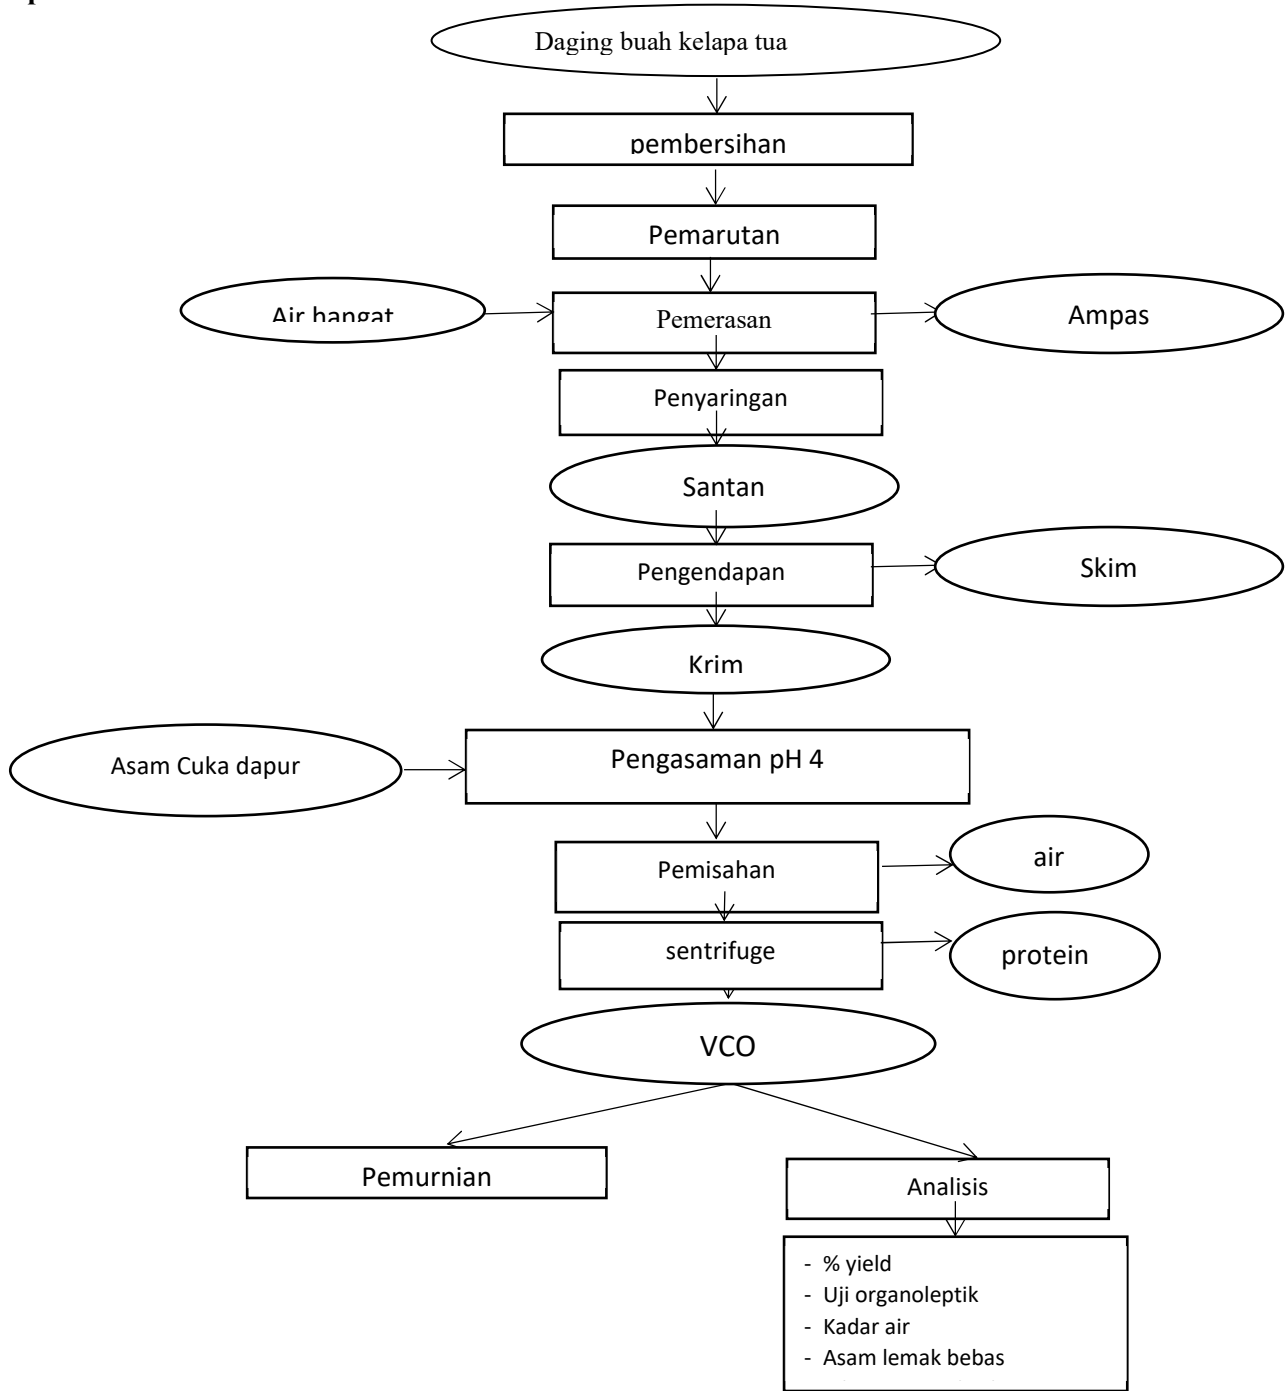 Daging buah kelapa tua
pembersihan
Pemarutan
Air hangat
Pemerasan
Ampas
Penyaringan
Santan
Pengendapan
Skim
Krim
Asam Cuka dapur
Pengasaman pH 4
Pemisahan
air
sentrifuge
protein
VCO
Pemurnian
Analisis
- % yield
- Uji organoleptik
- Kadar air
- Asam lemak bebas